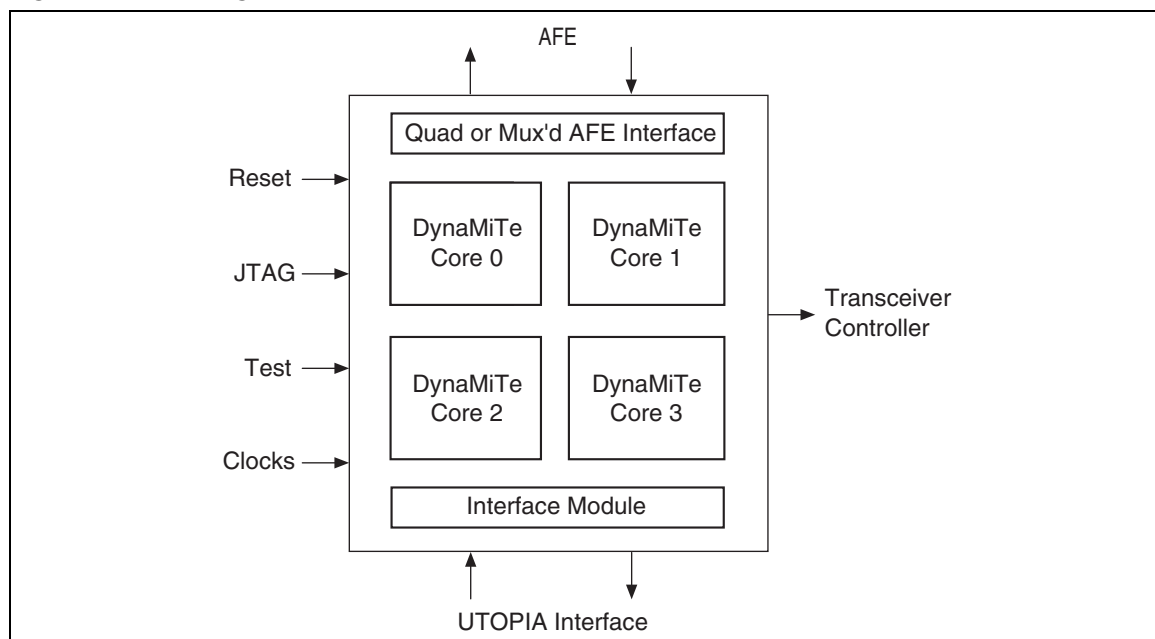 AFE
Quad or Mux'd AFE Interface
Reset
JTAG
Test
Clocks
DynaMiTe
Core 0
DynaMiTe
Core 1
DynaMiTe
Core 2
DynaMiTe
Core 3
Transceiver
Controller
Interface Module
UTOPIA Interface